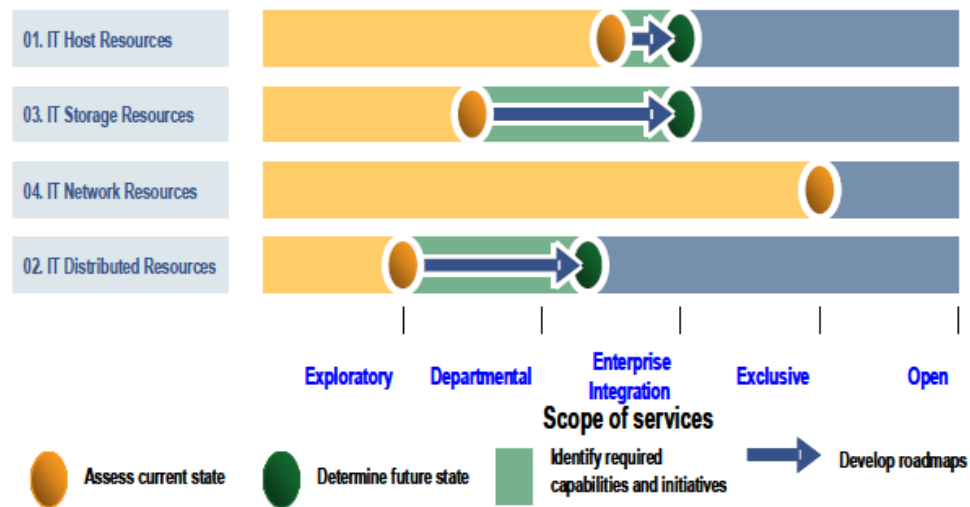 01. IT Host Resources
03. IT Storage Resources
04. IT Network Resources
02. IT Distributed Resources
Exploratory
Departmental
Enterprise
Integration
Exclusive
Open
Scope of services
Assess current state
Determine future state
Identify required
capabilities and initiatives
Develop roadmaps